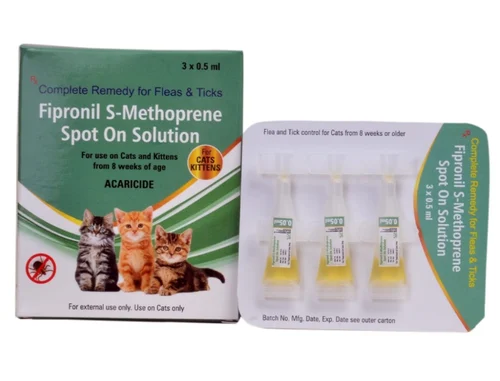 3 x 0.5 ml
Rx
Complete Remedy for Fleas & Ticks
Fipronil S-Methoprene
Spot On Solution
For use on Cats and Kittens
from 8 weeks of age
For
CATS
KITTENS
ACARICIDE
For external use only. Use on Cats only
Flea and Tick control for Cats from 8 weeks or older
Rx
Complete Remedy for Fleas & Ticks
Fipronil S-Methoprene
Spot On Solution
3 x 0.5 ml
Batch No. Mfg. Date, Exp. Date see outer carton